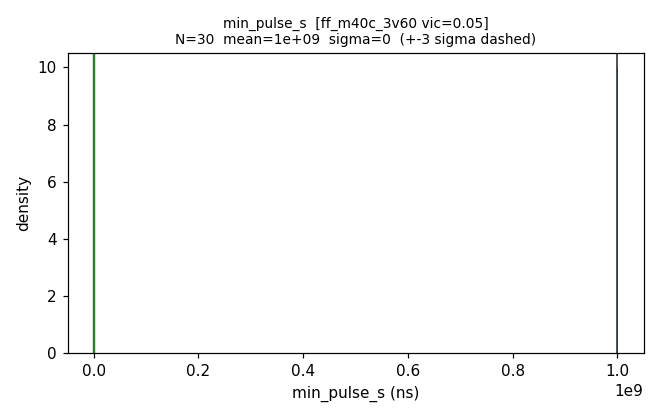 min_pulse_s  [ff_m40c_3v60 vic=0.05]
N=30  mean=1e+09  sigma=0  (+-3 sigma dashed)
10
8
6
4
2
0
density
0.0 0.2 0.4 0.6 0.8 1.0
1e9
min_pulse_s (ns)